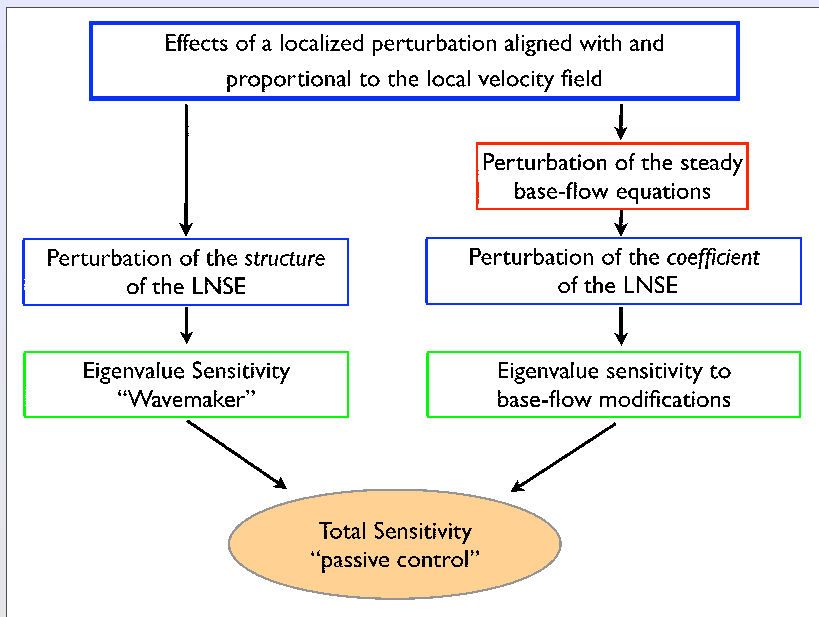 Effects of a localized perturbation aligned with and
proportional to the local velocity field
Perturbation of the steady
base-flow equations
Perturbation of the structure
of the LNSE
Perturbation of the coefficient
of the LNSE
Eigenvalue Sensitivity
“Wavemaker”
Eigenvalue sensitivity to
base-flow modifications
Total Sensitivity
“passive control”